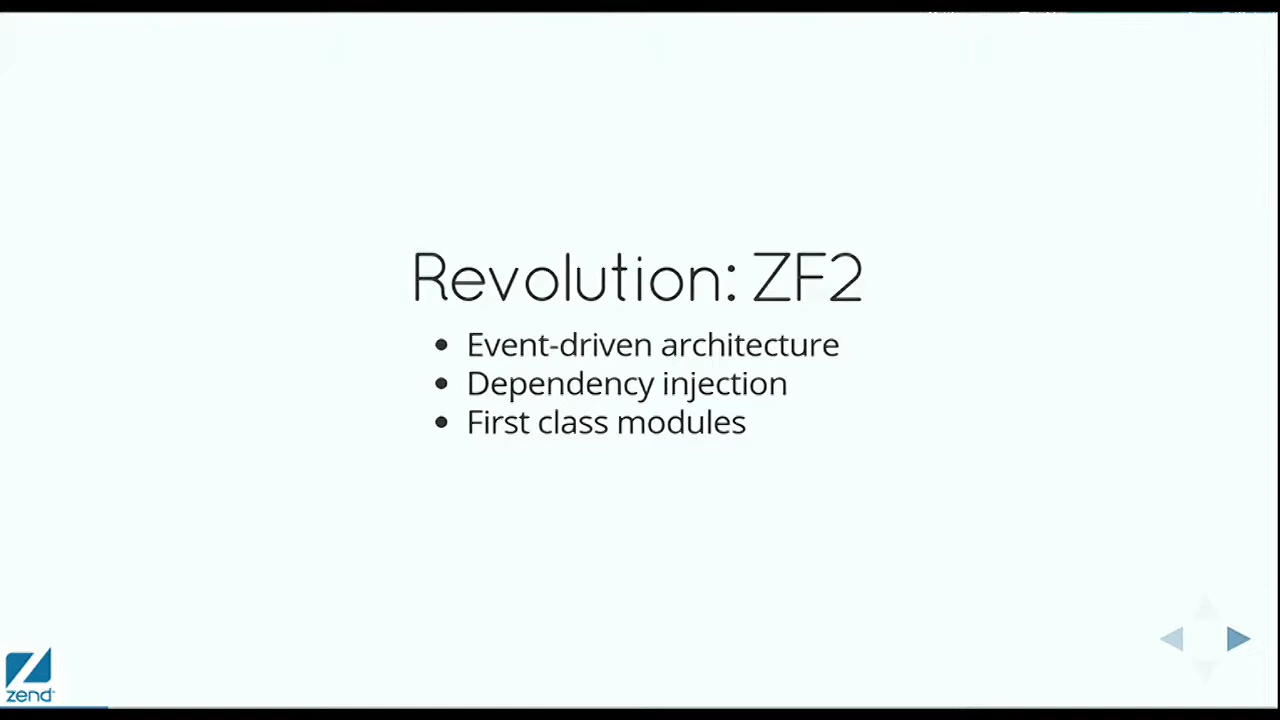 Revolution: ZF2
• Event-driven architecture
• Dependency injection
• First class modules
zend